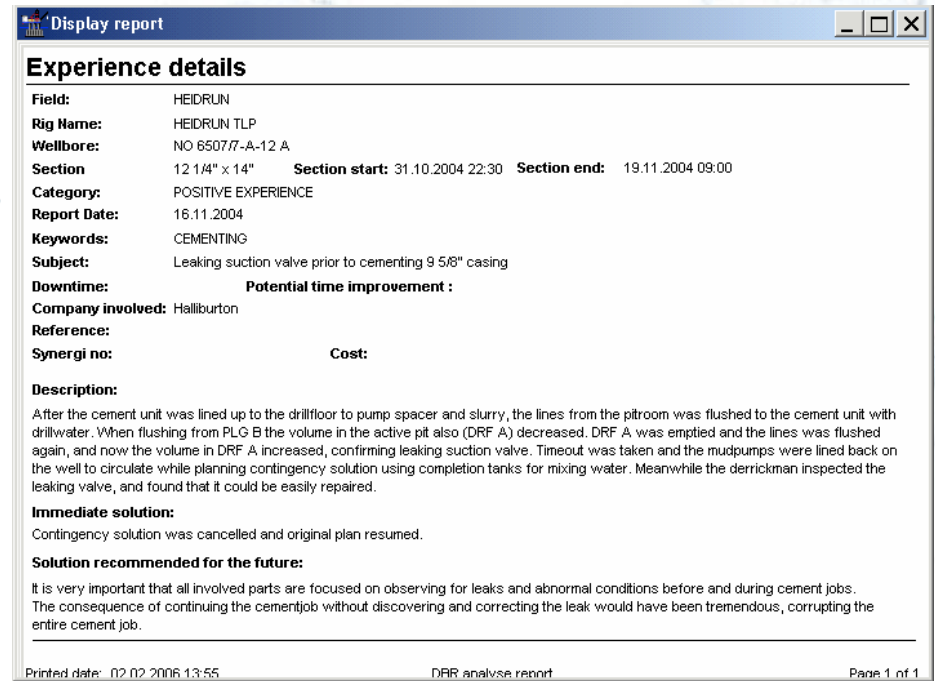 Display report
Experience details
Field: HEIDRUN
Rig Name: HEIDRUN TLP
Wellbore: NO 6507/7-A-12 A
Section 12 1/4" x 14" Section start: 31.10.2004 22:30 Section end: 19.11.2004 09:00
Category: POSITIVE EXPERIENCE
Report Date: 16.11.2004
Keywords: CEMENTING
Subject: Leaking suction valve prior to cementing 9 5/8" casing
Downtime: Potential time improvement :
Company involved: Halliburton
Reference:
Synergi no: Cost:
Description:
After the cement unit was lined up to the drillfloor to pump spacer and slurry, the lines from the pitroom was flushed to the cement unit with
drillwater. When flushing from PLG B the volume in the active pit also (DRF A) decreased. DRF A was emptied and the lines was flushed
again, and now the volume in DRF A increased, confirming leaking suction valve. Timeout was taken and the mudpumps were lined back on
the well to circulate while planning contingency solution using completion tanks for mixing water. Meanwhile the derrickman inspected the
leaking valve, and found that it could be easily repaired.
Immediate solution:
Contingency solution was cancelled and original plan resumed.
Solution recommended for the future:
It is very important that all involved parts are focused on observing for leaks and abnormal conditions before and during cement jobs.
The consequence of continuing the cementjob without discovering and correcting the leak would have been tremendous, corrupting the
entire cement job.
Printed date: 02.02.2006 13:55 DBR analyse report Page 1 of 1